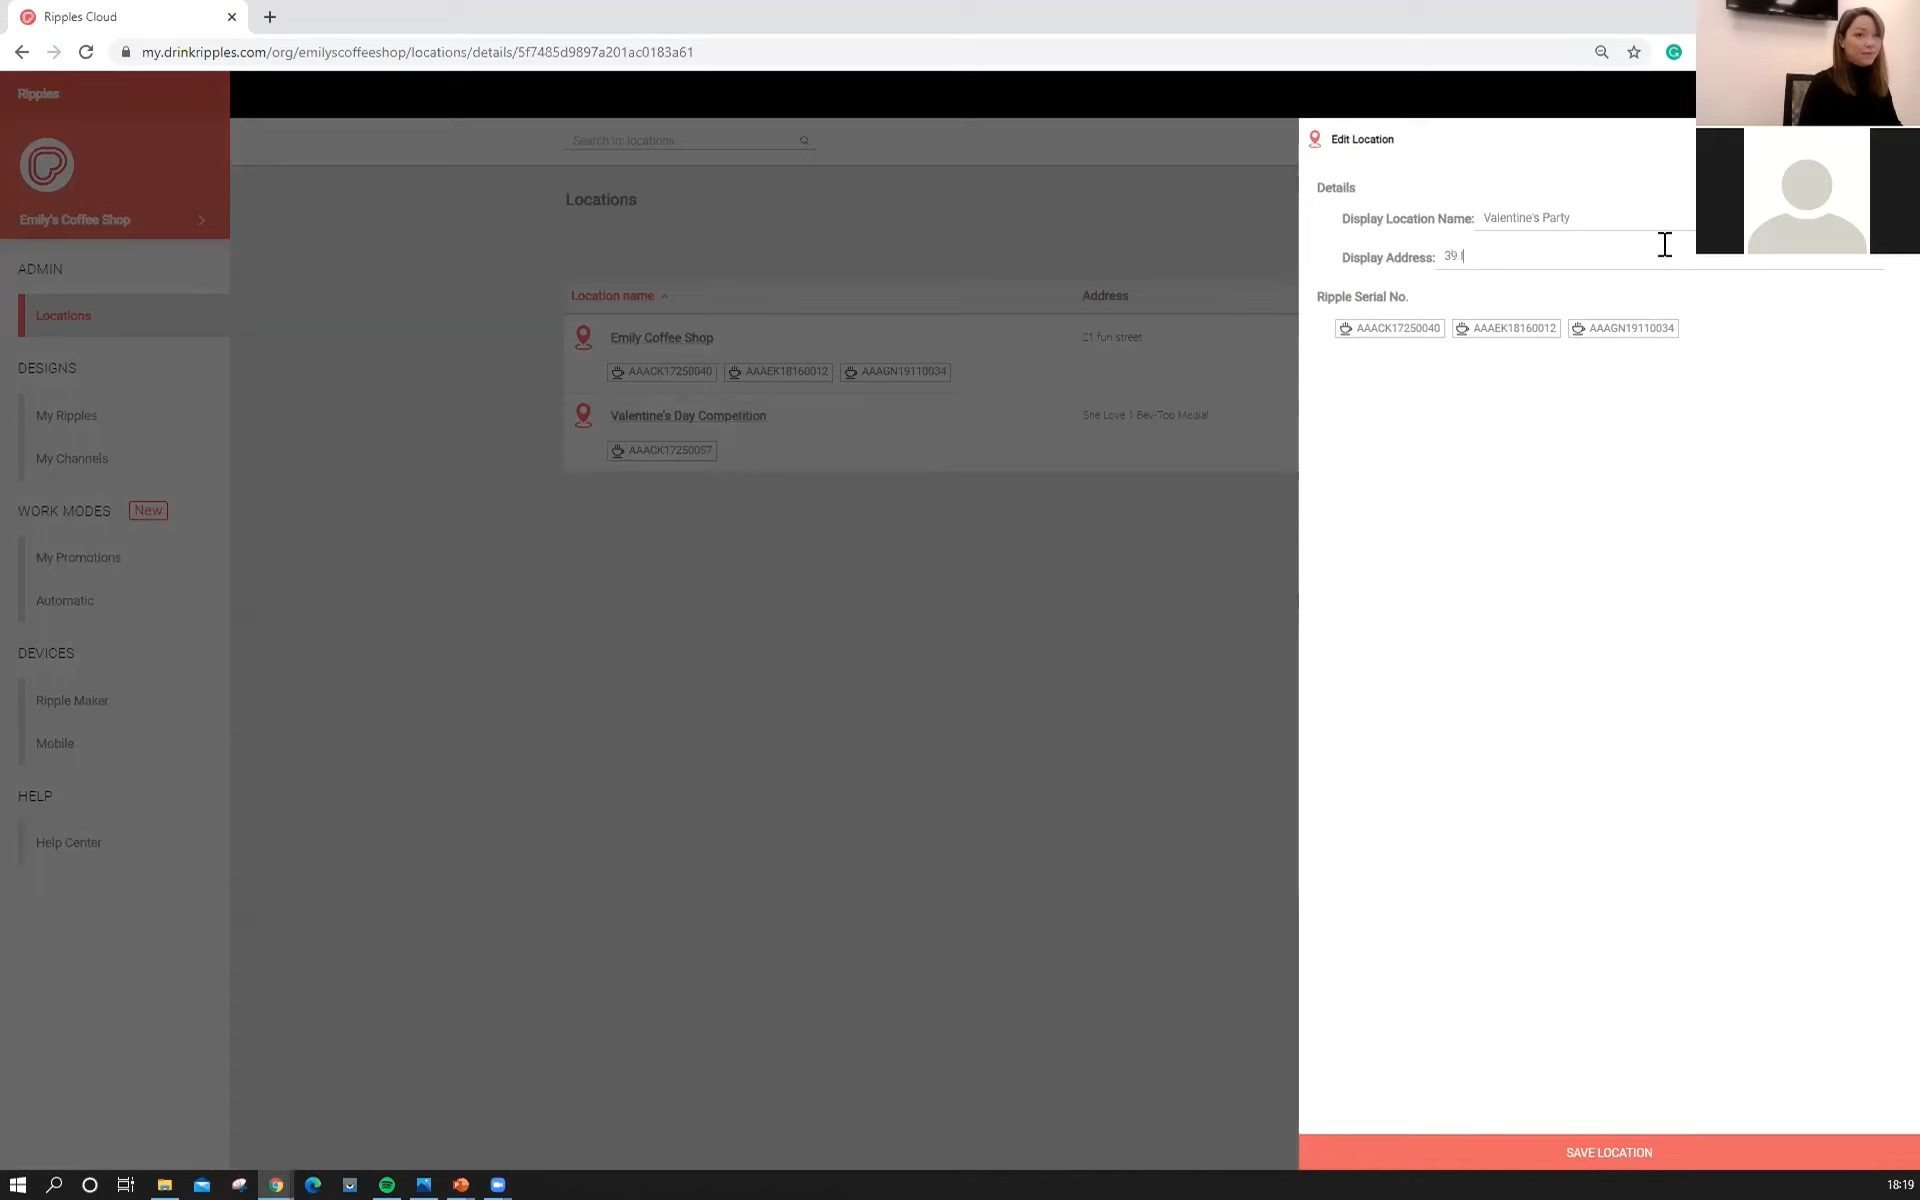 Ripples Cloud
my.drinkripples.com/org/emilyscoffeeshop/locations/details/5f7485d9897a201ac0183a61
Ripples
Emily's Coffee Shop
ADMIN
Locations
DESIGNS
My Ripples
My Channels
WORK MODES New
My Promotions
Automatic
DEVICES
Ripple Maker
Mobile
HELP
Help Center
Search in: locations
Locations
Location name Address
Emily Coffee Shop 21 fun street
AAACK17250040 AAAEK18160012 AAAGN19110034
Valentine's Day Competition She Love 1 Bev-Top Media!
AAACK17250057
Edit Location
Details
Display Location Name: Valentine's Party
Display Address: 39 l
Ripple Serial No.
AAACK17250040 AAAEK18160012 AAAGN19110034
SAVE LOCATION
18:19